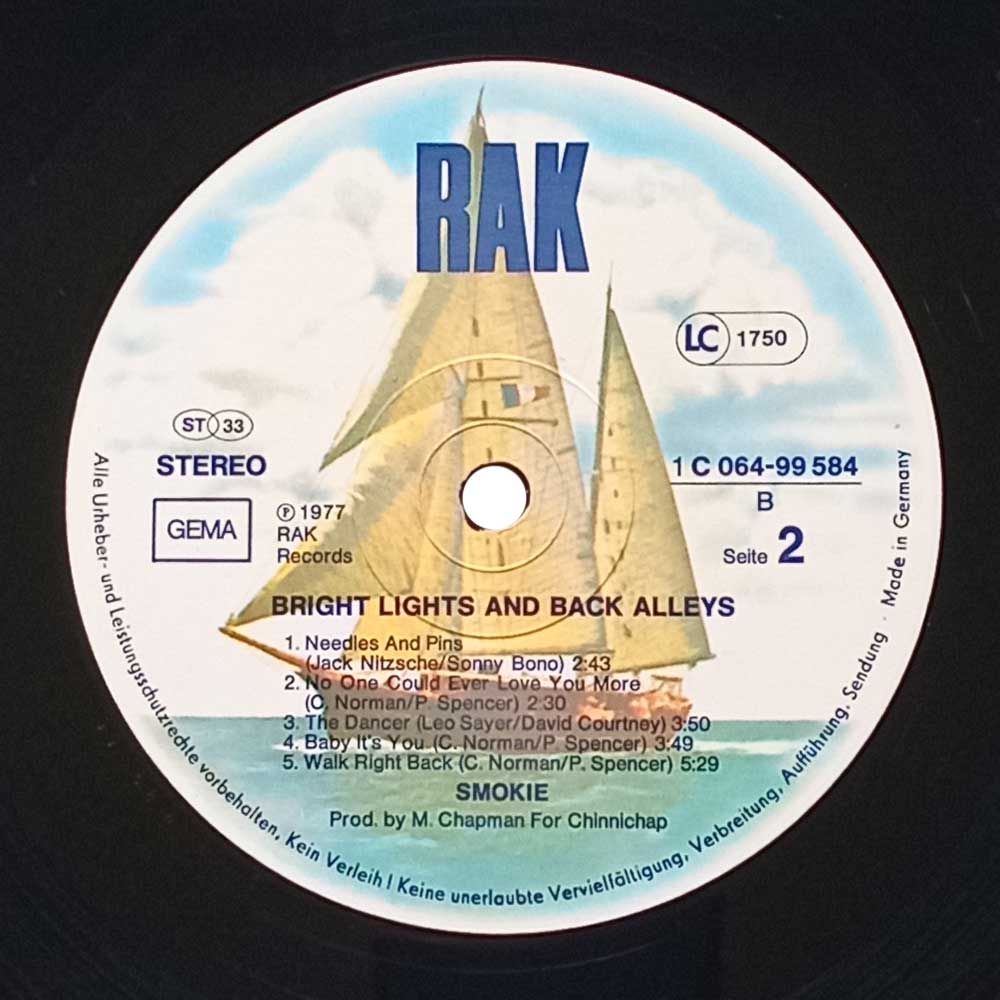 RAK
LC 1750
ST 33
STEREO
GEMA
℗ 1977
RAK
Records
1 C 064-99 584
B
Seite 2
BRIGHT LIGHTS AND BACK ALLEYS
1. Needles And Pins
(Jack Nitzsche/Sonny Bono) 2:43
2. No One Could Ever Love You More
(C. Norman/P. Spencer) 2:30
3. The Dancer (Leo Sayer/David Courtney) 3:50
4. Baby It's You (C. Norman/P. Spencer) 3:49
5. Walk Right Back (C. Norman/P. Spencer) 5:29
SMOKIE
Prod. by M. Chapman For Chinnichap
Alle Urheber- und Leistungsschutzrechte vorbehalten, Kein Verleih! Keine unerlaubte Vervielfältigung, Verbreitung, Aufführung, Sendung · Made in Germany